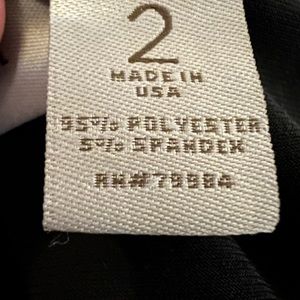 2
MADE IN
USA
95% POLYESTER
5% SPANDEX
RN#79984